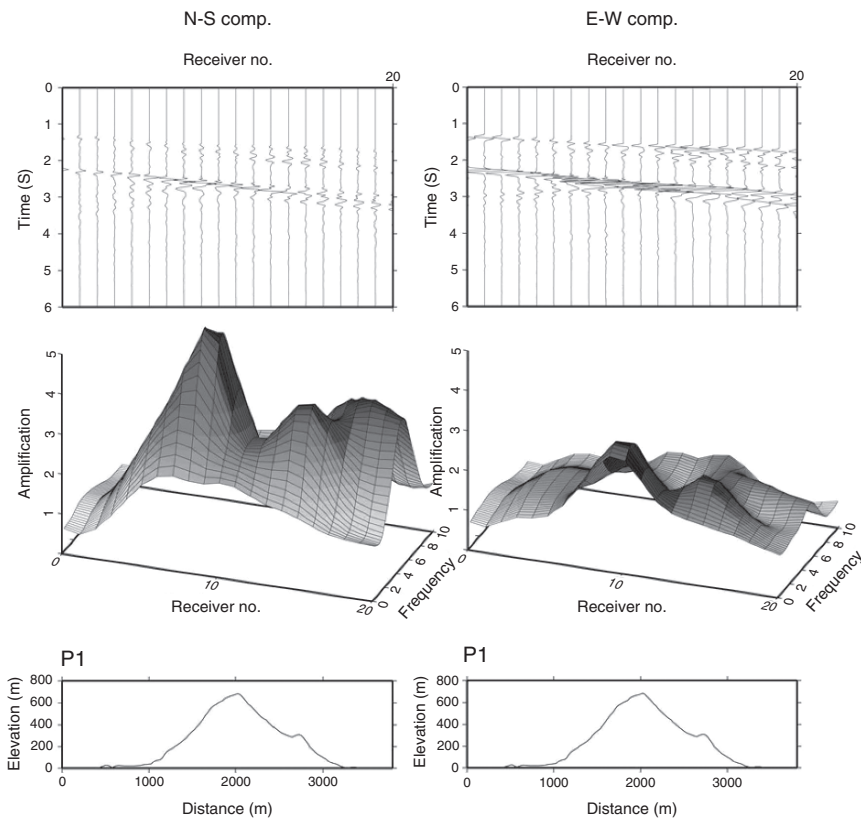 N-S comp.
E-W comp.
Receiver no.
Receiver no.
20
20
0
1
2
3
4
5
6
Time (S)
0
1
2
3
4
5
6
Time (S)
5
4
3
2
1
Amplification
0
10
20
Receiver no.
0 2 4 6 8 10
Frequency
5
4
3
2
1
Amplification
0
10
20
Receiver no.
0 2 4 6 8 10
Frequency
P1
P1
800
600
400
200
0
Elevation (m)
0 1000 2000 3000
Distance (m)
800
600
400
200
0
Elevation (m)
0 1000 2000 3000
Distance (m)